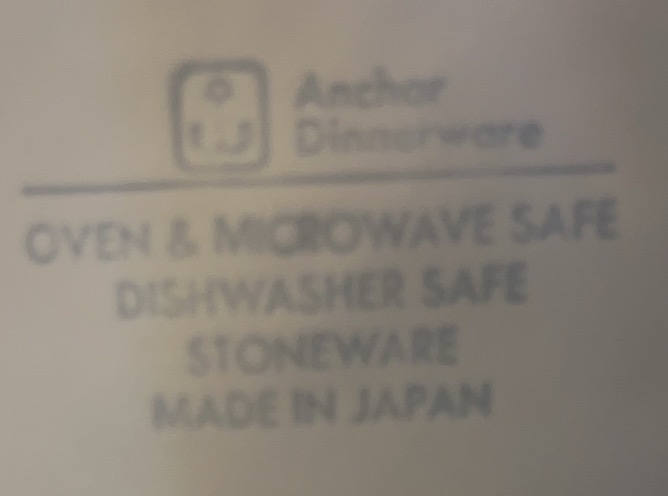 Anchor
Dinnerware
OVEN & MICROWAVE SAFE
DISHWASHER SAFE
STONEWARE
MADE IN JAPAN